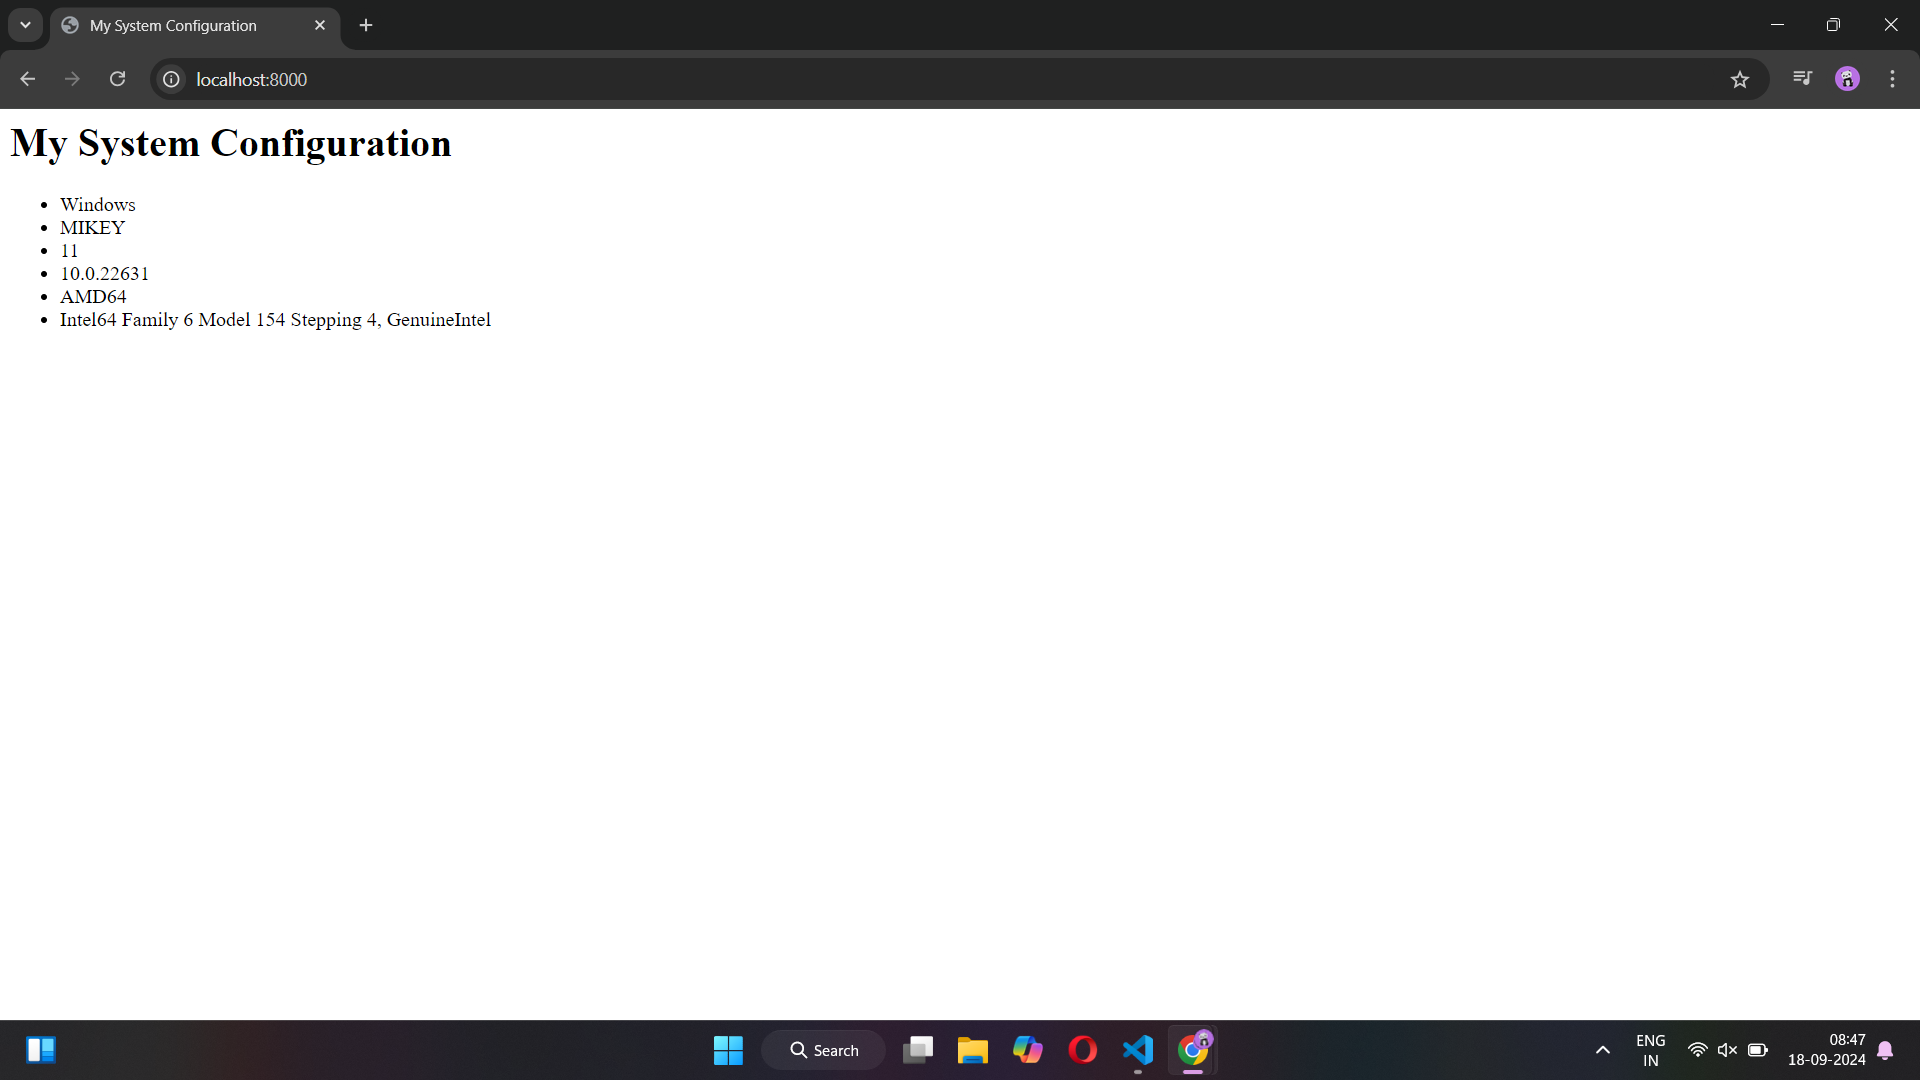 My System Configuration
localhost:8000
My System Configuration
Windows
MIKEY
11
10.0.22631
AMD64
Intel64 Family 6 Model 154 Stepping 4, GenuineIntel
Search
ENG
IN
08:47
18-09-2024